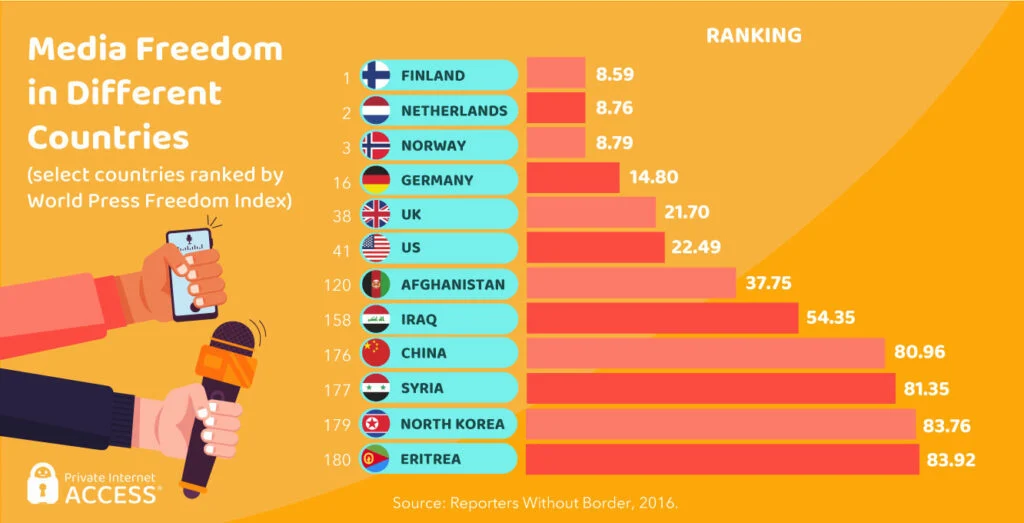 Media Freedom
in Different
Countries
(select countries ranked by
World Press Freedom Index)
RANKING
1 FINLAND 8.59
2 NETHERLANDS 8.76
3 NORWAY 8.79
16 GERMANY 14.80
38 UK 21.70
41 US 22.49
120 AFGHANISTAN 37.75
158 IRAQ 54.35
176 CHINA 80.96
177 SYRIA 81.35
179 NORTH KOREA 83.76
180 ERITREA 83.92
Private Internet
ACCESS®
Source: Reporters Without Border, 2016.